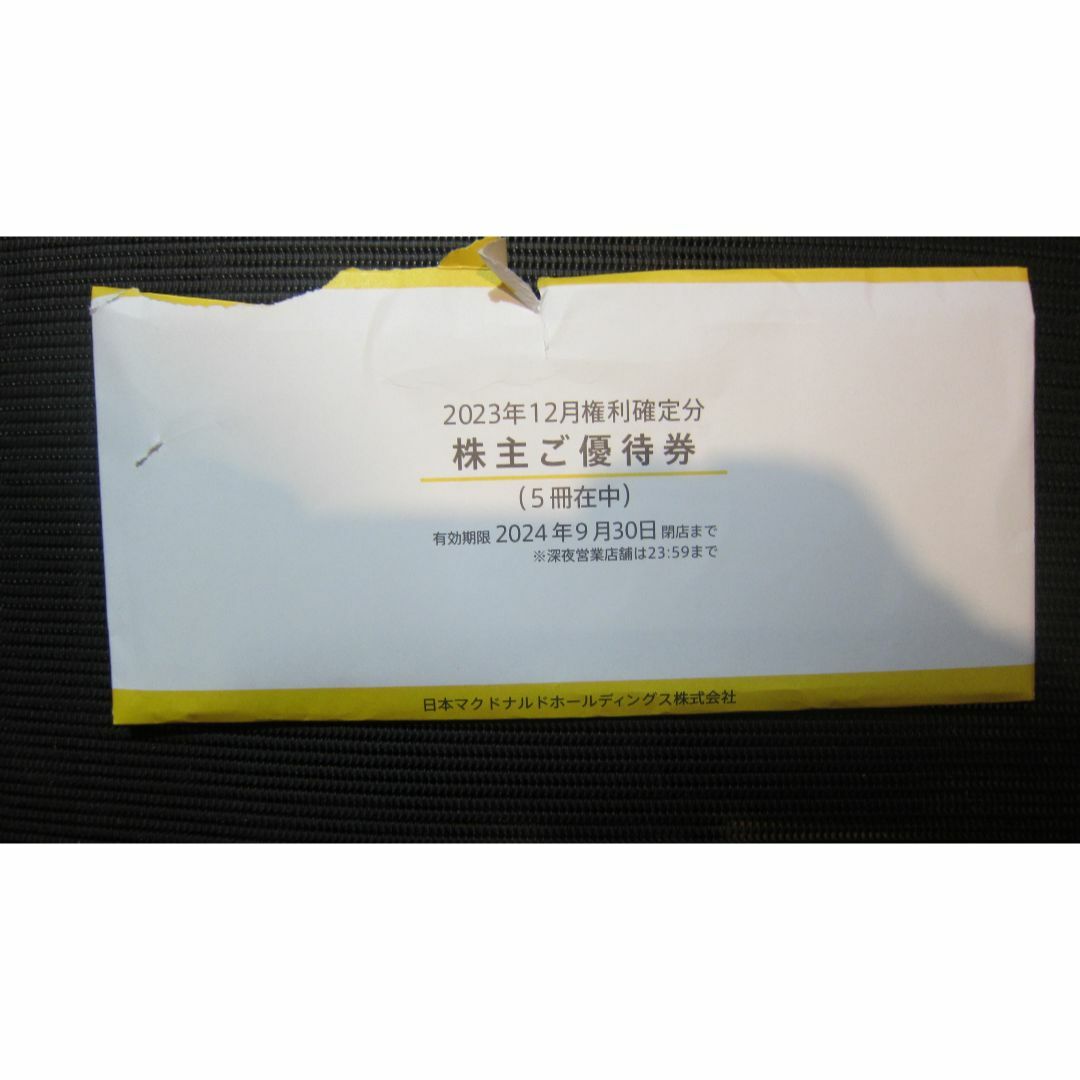 2023年12月権利確定分
株主ご優待券
(5冊在中)
有効期限 2024年9月30日 閉店まで
※深夜営業店舗は23:59まで
日本マクドナルドホールディングス株式会社